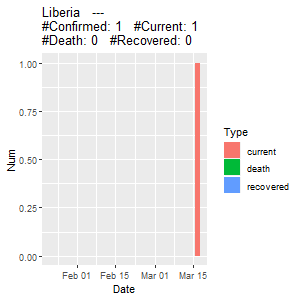 Liberia   ---
#Confirmed: 1   #Current: 1
#Death: 0   #Recovered: 0
1.00
0.75
0.50
0.25
0.00
Num
Feb 01 Feb 15 Mar 01 Mar 15
Date
Type
current
death
recovered